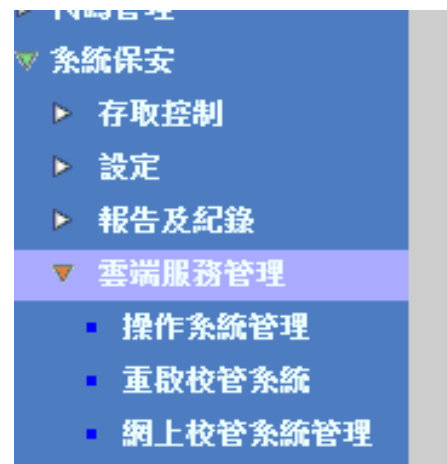 系統保安
存取控制
設定
報告及紀錄
雲端服務管理
操作系統管理
重啟校管系統
網上校管系統管理